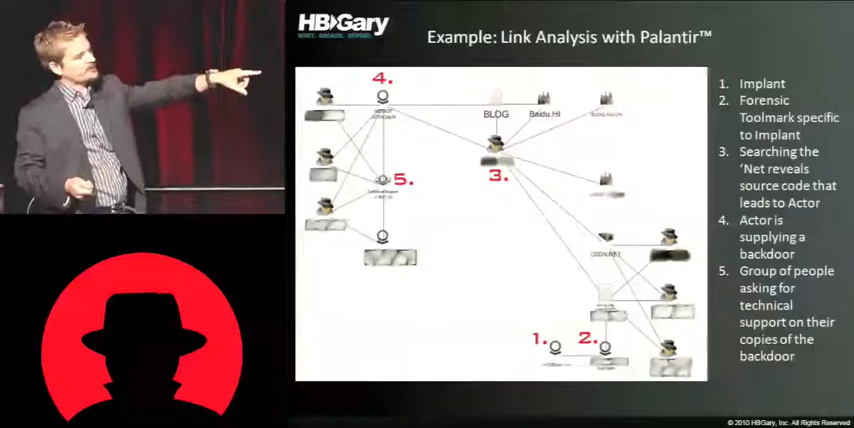 HBGary
DETECT. DIAGNOSE. RESPOND.
Example: Link Analysis with Palantir™
4.
BLOG
Baidu.HI
5.
3.
1.
2.
1. Implant
2. Forensic
Toolmark specific
to Implant
3. Searching the
‘Net reveals
source code that
leads to Actor
4. Actor is
supplying a
backdoor
5. Group of people
asking for
technical
support on their
copies of the
backdoor
© 2010 HBGary, Inc. All Rights Reserved